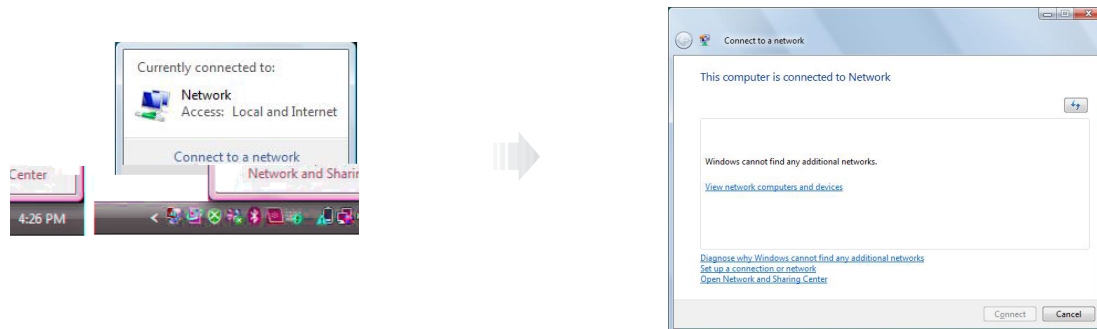 Currently connected to:
Network
Access: Local and Internet
Connect to a network
Center
Network and Sharin
4:26 PM
Connect to a network
This computer is connected to Network
Windows cannot find any additional networks.
View network computers and devices
Diagnose why Windows cannot find any additional networks
Set up a connection or network
Open Network and Sharing Center
Connect
Cancel